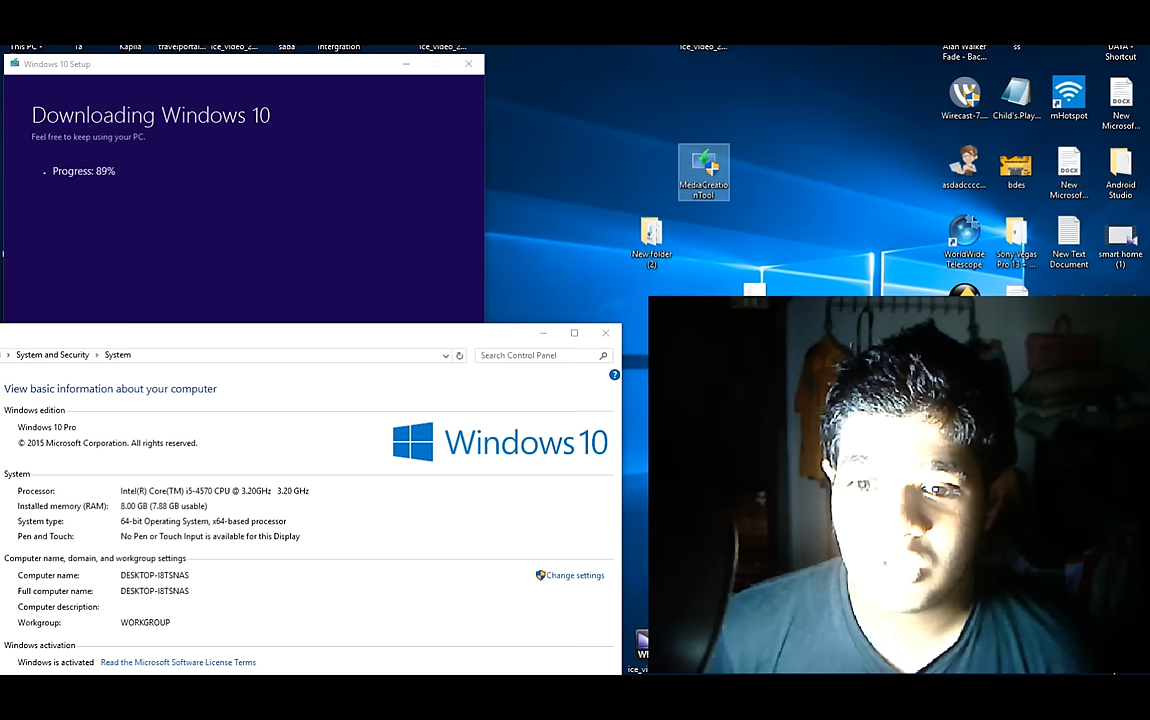 This PC -
Ta
Kaplla
travelportal...
ice_video_2...
sada
Intergration
ice_video_2...
ice_video_2...
Alan Walker
Fade - Bac...
ss
DATA -
Shortcut
Windows 10 Setup
Downloading Windows 10
Feel free to keep using your PC.
Progress: 89%
MediaCreatio
nTool
New folder
(2)
Wirecast-7....
Child's.Play...
mHotspot
DOCX
New
Microsof...
asdadcccc...
bdes
DOCX
New
Microsof...
Android
Studio
WorldWide
Telescope
Sony Vegas
Pro 13 - ...
New Text
Document
smart home
(1)
System and Security
System
Search Control Panel
View basic information about your computer
Windows edition
Windows 10 Pro
© 2015 Microsoft Corporation. All rights reserved.
Windows 10
System
Processor: Intel(R) Core(TM) i5-4570 CPU @ 3.20GHz 3.20 GHz
Installed memory (RAM): 8.00 GB (7.88 GB usable)
System type: 64-bit Operating System, x64-based processor
Pen and Touch: No Pen or Touch Input is available for this Display
Computer name, domain, and workgroup settings
Computer name: DESKTOP-I8TSNAS
Change settings
Full computer name: DESKTOP-I8TSNAS
Computer description:
Workgroup: WORKGROUP
Windows activation
Windows is activated Read the Microsoft Software License Terms
ice_vi